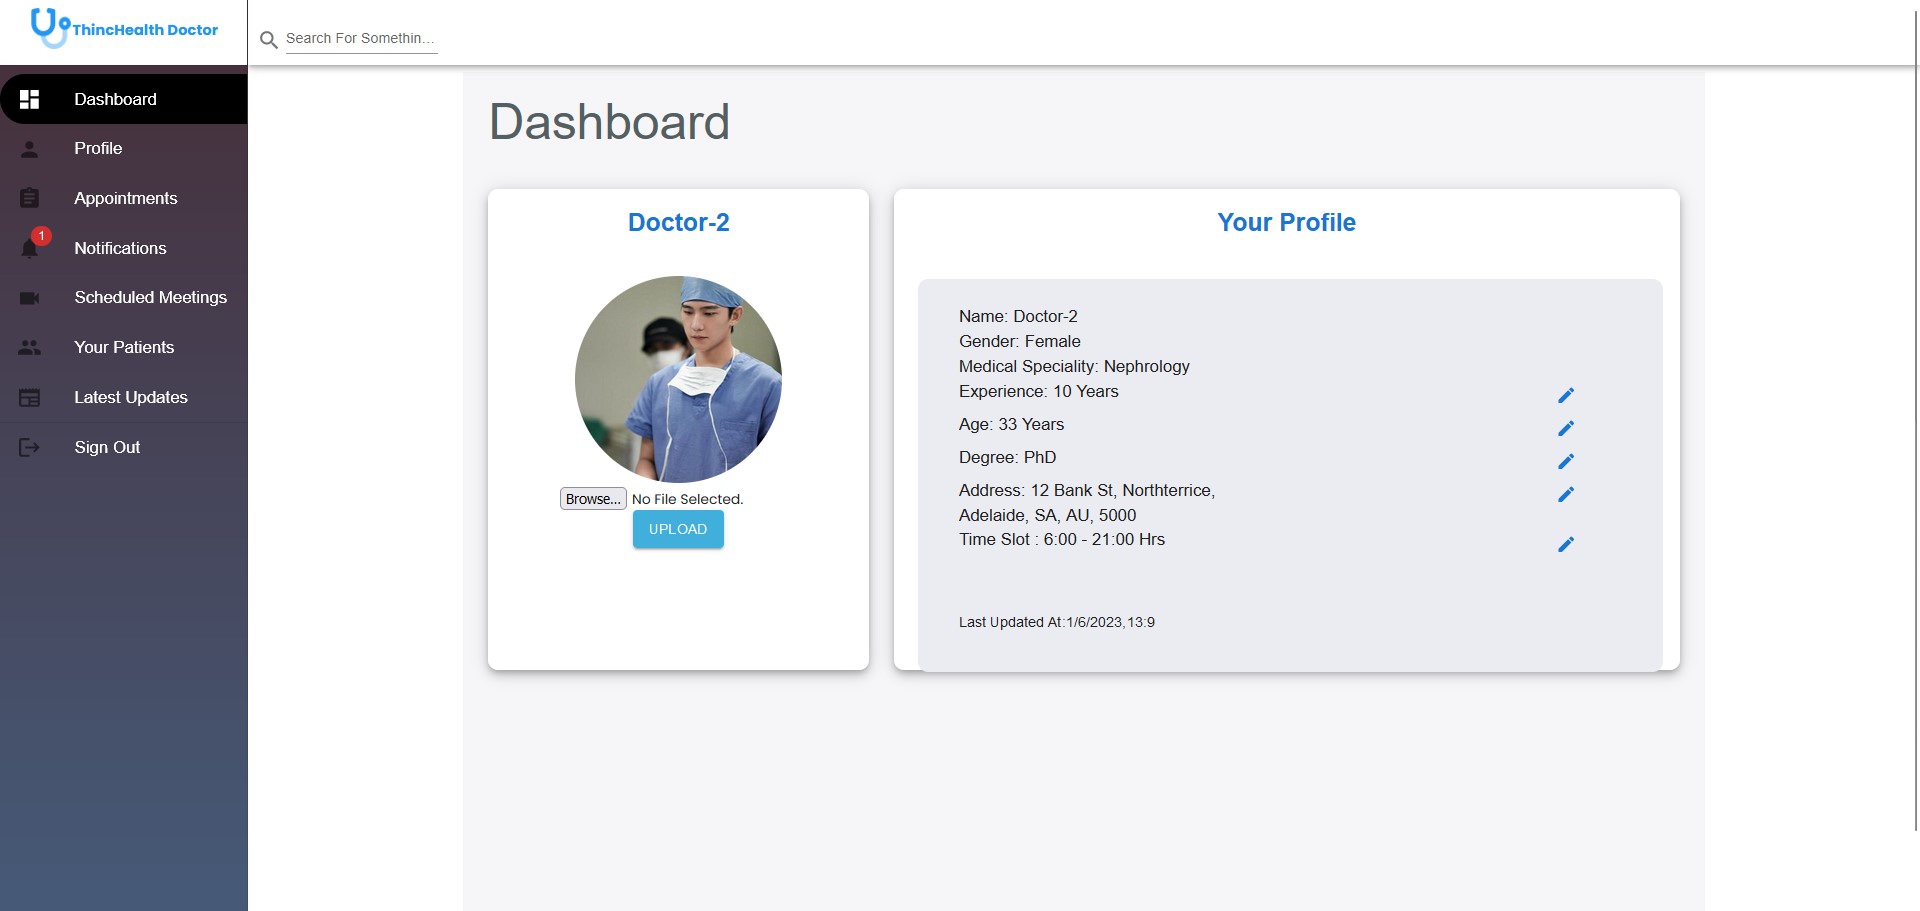 ThincHealth Doctor
Search For Somethin...
Dashboard
Profile
Appointments
1
Notifications
Scheduled Meetings
Your Patients
Latest Updates
Sign Out
Dashboard
Doctor-2
Browse... No File Selected.
UPLOAD
Your Profile
Name: Doctor-2
Gender: Female
Medical Speciality: Nephrology
Experience: 10 Years
Age: 33 Years
Degree: PhD
Address: 12 Bank St, Northterrice,
Adelaide, SA, AU, 5000
Time Slot : 6:00 - 21:00 Hrs
Last Updated At:1/6/2023,13:9